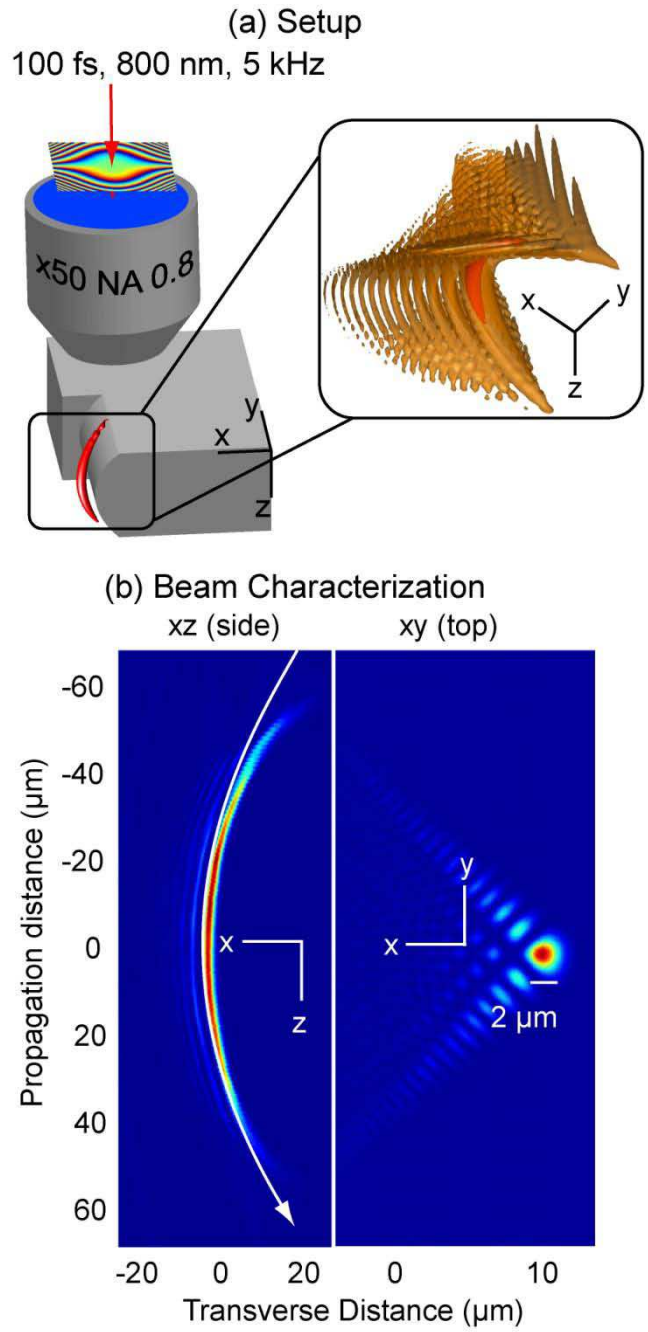 (a) Setup
100 fs, 800 nm, 5 kHz
x50 NA 0.8
x
y
z
x
y
z
(b) Beam Characterization
xz (side)
xy (top)
Propagation distance (µm)
-60
-40
-20
0
20
40
60
x
z
y
x
2 µm
-20
0
20
0
10
Transverse Distance (µm)